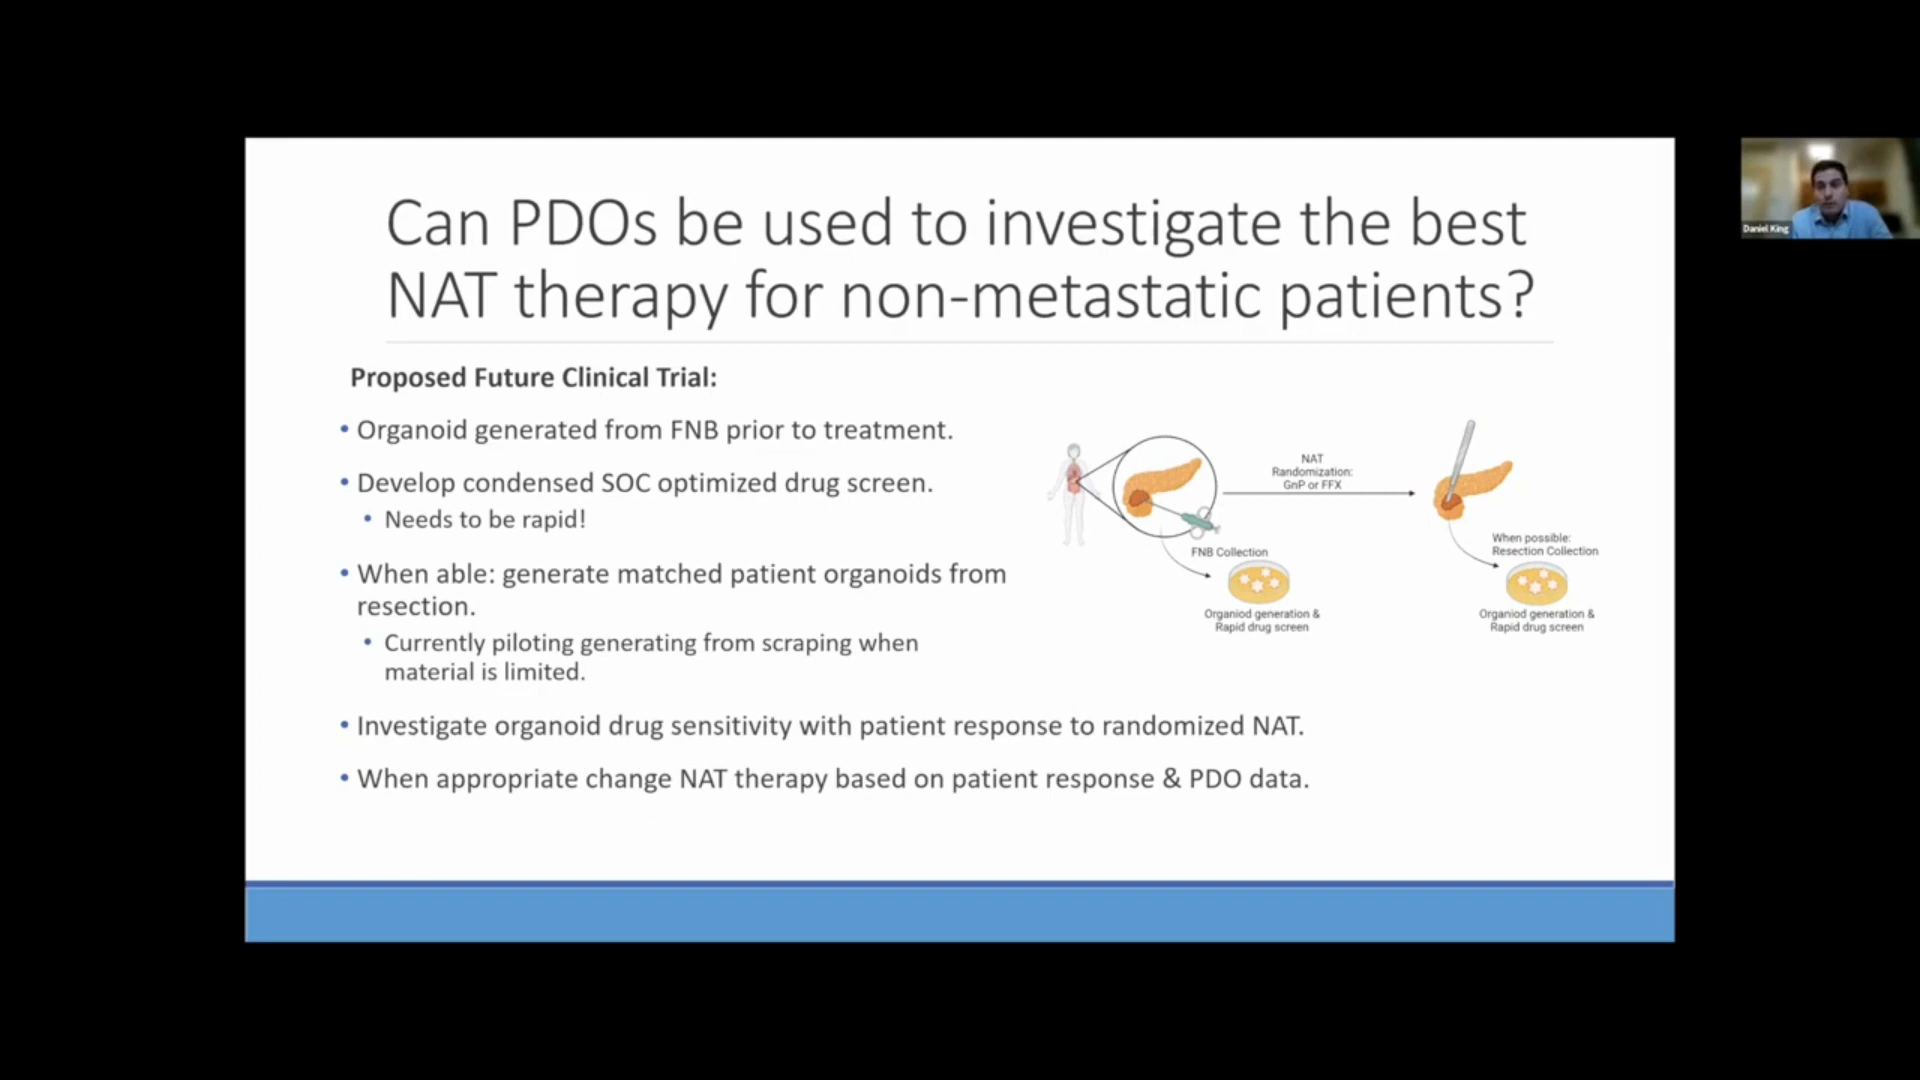 Can PDOs be used to investigate the best
NAT therapy for non-metastatic patients?
Proposed Future Clinical Trial:
• Organoid generated from FNB prior to treatment.
• Develop condensed SOC optimized drug screen.
• Needs to be rapid!
• When able: generate matched patient organoids from
resection.
• Currently piloting generating from scraping when
material is limited.
• Investigate organoid drug sensitivity with patient response to randomized NAT.
• When appropriate change NAT therapy based on patient response & PDO data.
NAT
Randomization:
GnP or FFX
FNB Collection
Organiod generation &
Rapid drug screen
When possible:
Resection Collection
Organiod generation &
Rapid drug screen
Daniel King